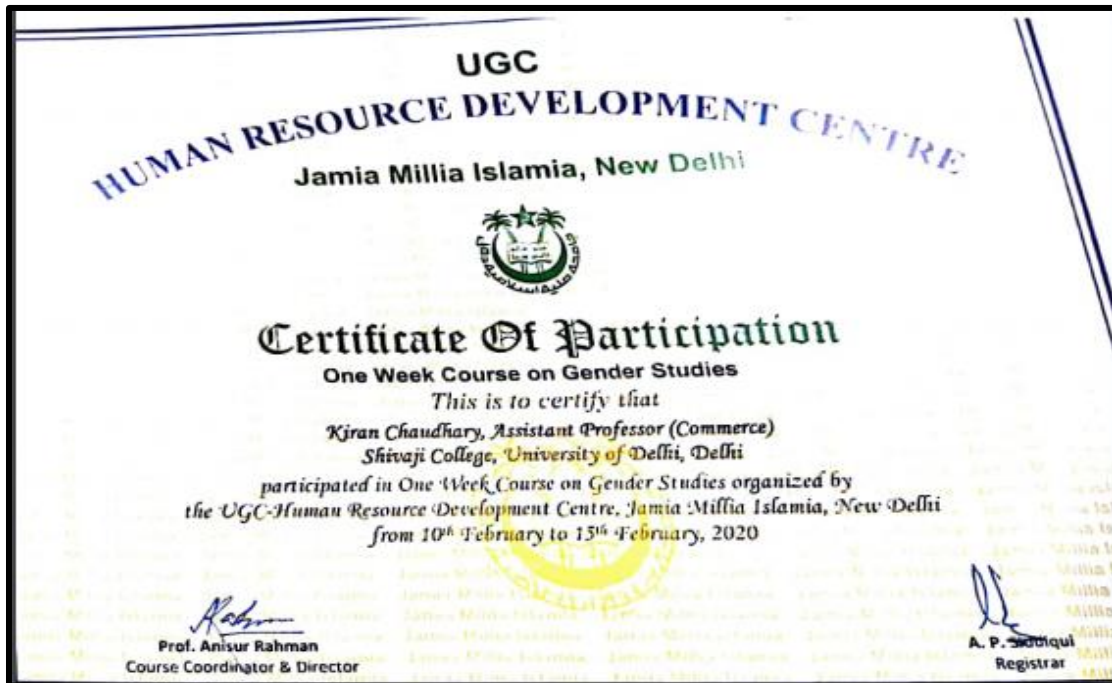 UGC
HUMAN RESOURCE DEVELOPMENT CENTRE
Jamia Millia Islamia, New Delhi
Certificate Of Participation
One Week Course on Gender Studies
This is to certify that
Kiran Chaudhary, Assistant Professor (Commerce)
Shivaji College, University of Delhi, Delhi
participated in One Week Course on Gender Studies organized by
the UGC-Human Resource Development Centre, Jamia Millia Islamia, New Delhi
from 10th February to 15th February, 2020
Prof. Anisur Rahman
Course Coordinator & Director
A. P. Siddiqui
Registrar